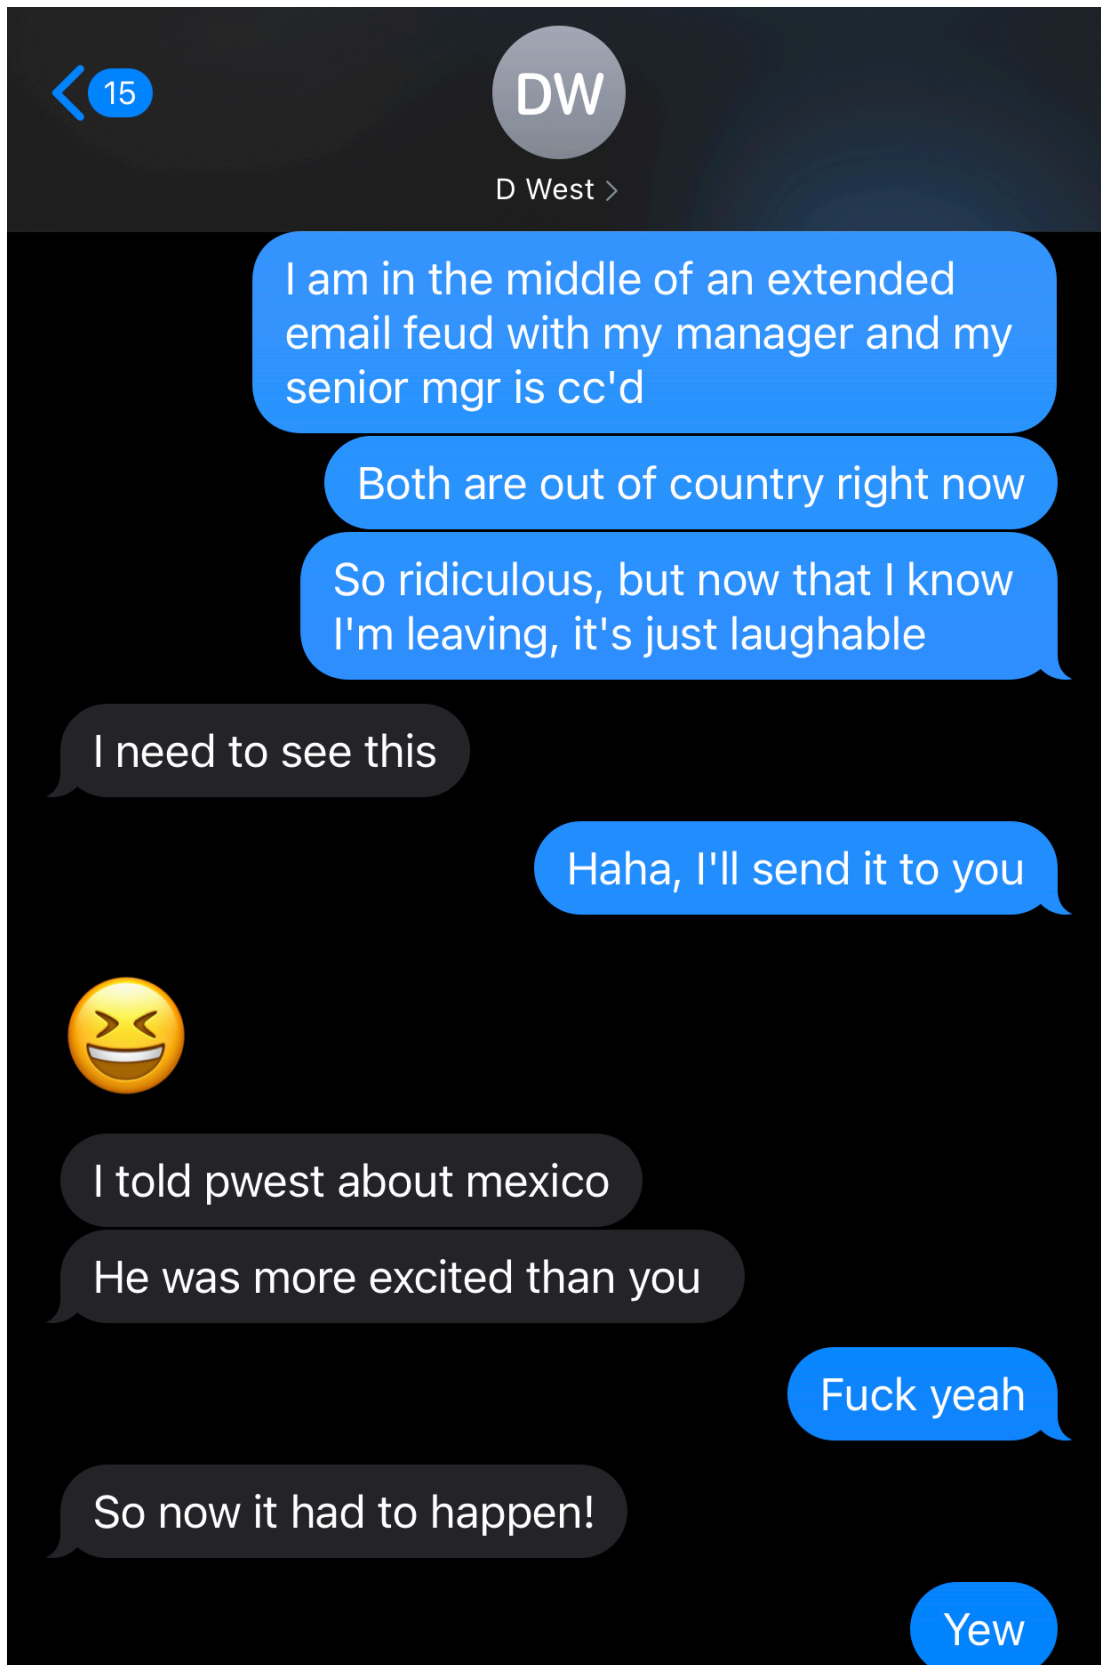 15
DW
D West
I am in the middle of an extended
email feud with my manager and my
senior mgr is cc'd
Both are out of country right now
So ridiculous, but now that I know
I'm leaving, it's just laughable
I need to see this
Haha, I'll send it to you
I told pwest about mexico
He was more excited than you
Fuck yeah
So now it had to happen!
Yew